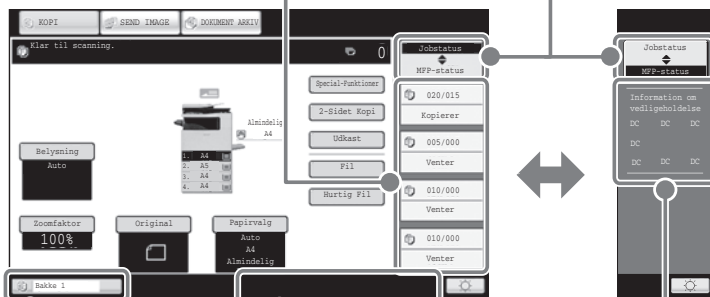 KOPI
SEND IMAGE
DOKUMENT ARKIV
Klar til scanning.
0
Jobstatus
MFP-status
Special-Funktioner
2-Sidet Kopi
Udkast
Fil
Hurtig Fil
Almindelig
A4
1. A4
2. A5
3. A4
4. A4
Belysning
Auto
Zoomfaktor
100%
Original
Papirvalg
Auto
A4
Almindelig
Bakke 1
020/015
Kopierer
005/000
Venter
010/000
Venter
010/000
Venter
Jobstatus
MFP-status
Information om
vedligeholdelse
DC DC DC
DC
DC DC DC